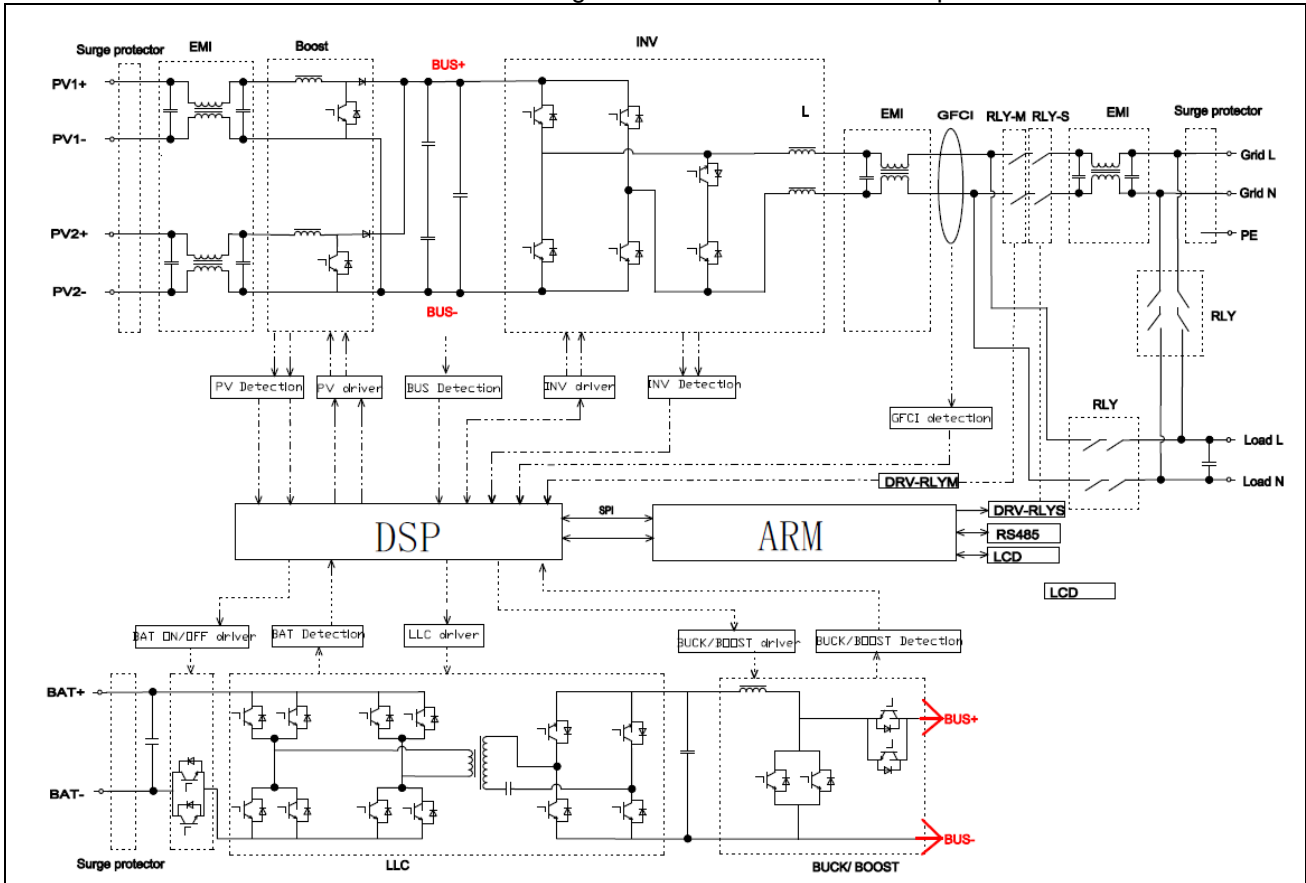 Surge protector
EMI
Boost
INV
PV1+
PV1-
PV2+
PV2-
BUS+
BUS-
L
EMI
GFCI
RLY-M
RLY-S
EMI
Surge protector
Grid L
Grid N
PE
RLY
RLY
Load L
Load N
PV Detection
PV driver
BUS Detection
INV driver
INV Detection
GFCI detection
DRV-RLYM
DSP
SPI
ARM
DRV-RLYS
RS485
LCD
LCD
BAT ON/OFF driver
BAT Detection
LLC driver
BUCK/BOOST driver
BUCK/BOOST Detection
BAT+
BAT-
BUS+
BUS-
Surge protector
LLC
BUCK/ BOOST